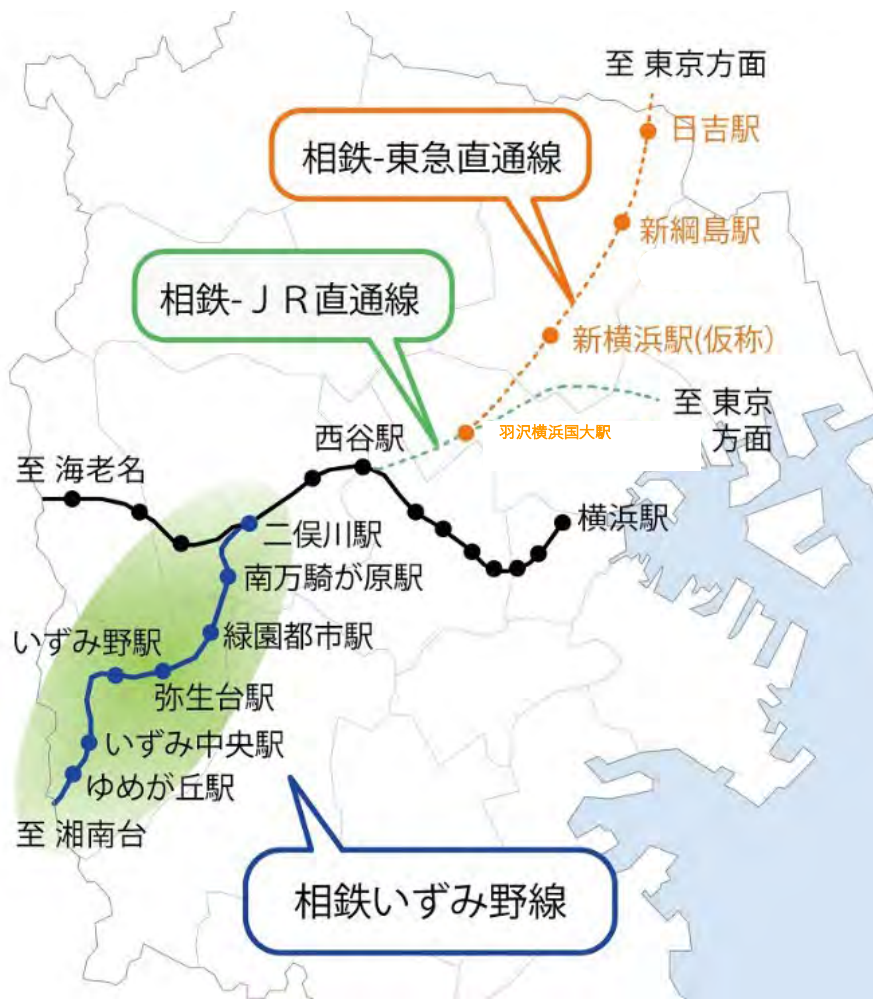 至 東京方面
日吉駅
相鉄-東急直通線
新綱島駅
相鉄-ＪＲ直通線
新横浜駅(仮称）
至 東京
方面
羽沢横浜国大駅
西谷駅
至 海老名
横浜駅
二俣川駅
南万騎が原駅
緑園都市駅
いずみ野駅
弥生台駅
いずみ中央駅
ゆめが丘駅
至 湘南台
相鉄いずみ野線